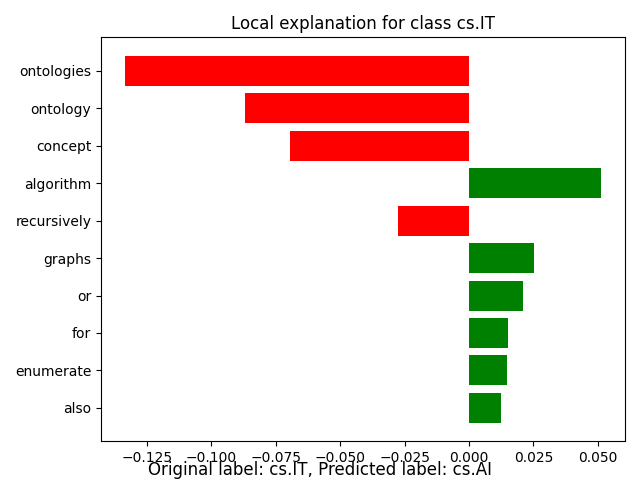 Local explanation for class cs.IT
ontologies
ontology
concept
algorithm
recursively
graphs
or
for
enumerate
also
−0.125 −0.100 −0.075 −0.050 −0.025 0.000 0.025 0.050
Original label: cs.IT, Predicted label: cs.AI